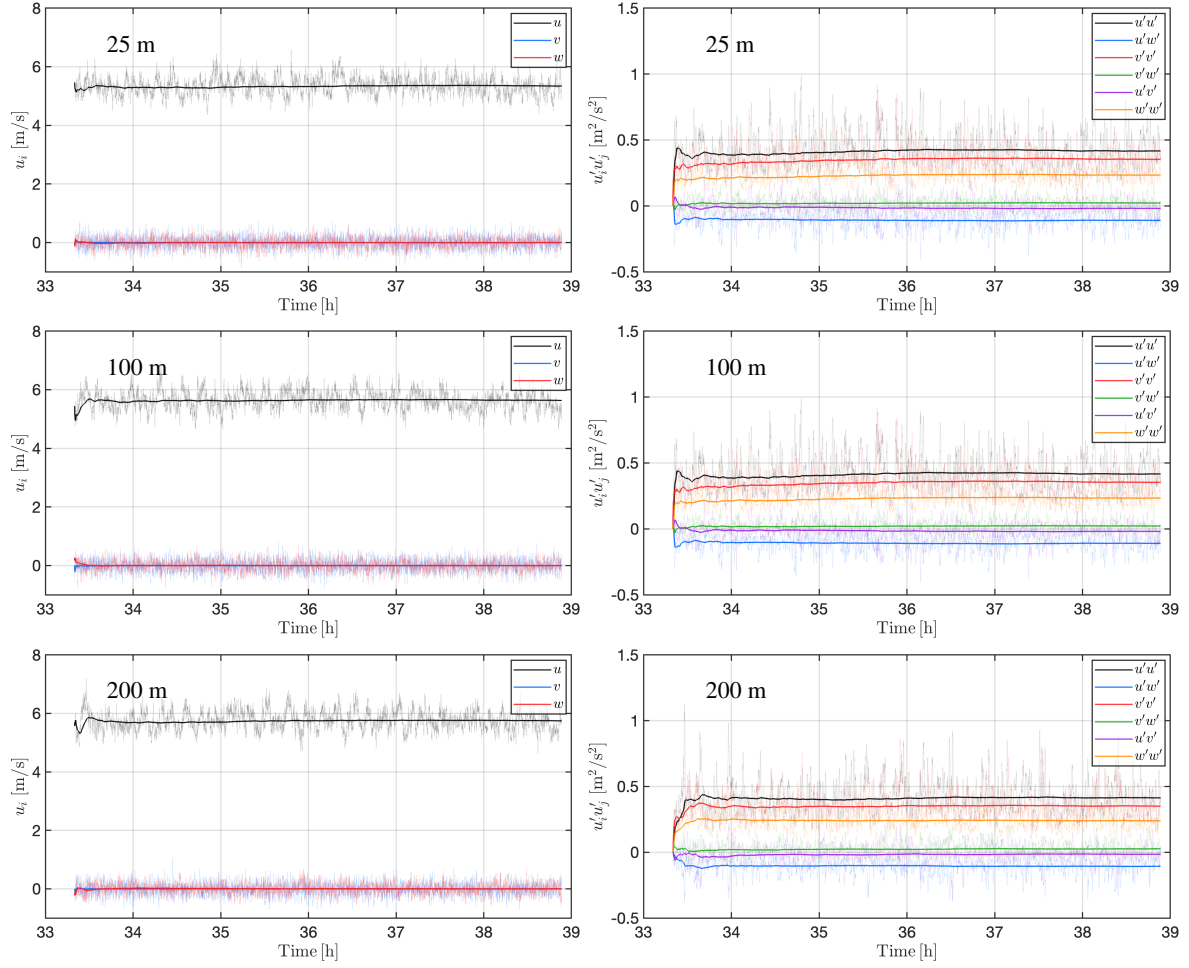 8
6
4
2
0
33
34
35
36
37
38
39
u_i [m/s]
Time [h]
25 m
u
v
w
1.5
1
0.5
0
-0.5
33
34
35
36
37
38
39
u′_i u′_j [m²/s²]
Time [h]
25 m
u′u′
u′w′
v′v′
v′w′
u′v′
w′w′
8
6
4
2
0
33
34
35
36
37
38
39
u_i [m/s]
Time [h]
100 m
u
v
w
1.5
1
0.5
0
-0.5
33
34
35
36
37
38
39
u′_i u′_j [m²/s²]
Time [h]
100 m
u′u′
u′w′
v′v′
v′w′
u′v′
w′w′
8
6
4
2
0
33
34
35
36
37
38
39
u_i [m/s]
Time [h]
200 m
u
v
w
1.5
1
0.5
0
-0.5
33
34
35
36
37
38
39
u′_i u′_j [m²/s²]
Time [h]
200 m
u′u′
u′w′
v′v′
v′w′
u′v′
w′w′